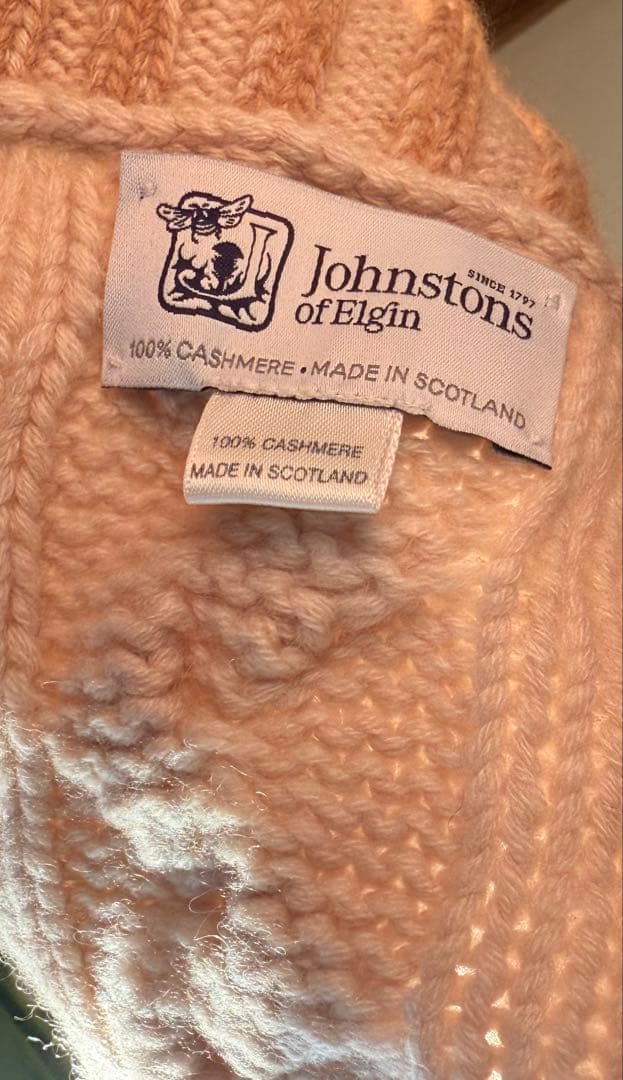 Johnstons
SINCE 1797
of Elgin
100% CASHMERE • MADE IN SCOTLAND
100% CASHMERE
MADE IN SCOTLAND